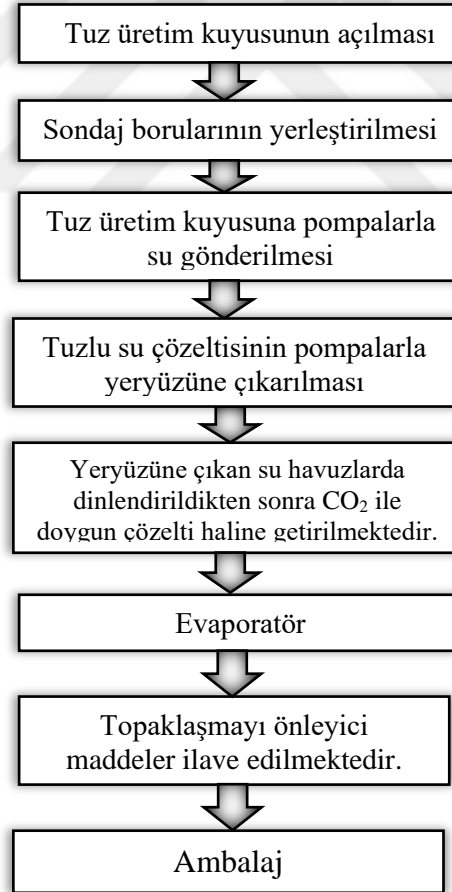 Tuz üretim kuyusunun açılması
Sondaj borularının yerleştirilmesi
Tuz üretim kuyusuna pompalarla
su gönderilmesi
Tuzlu su çözeltisinin pompalarla
yeryüzüne çıkarılması
Yeryüzüne çıkan su havuzlarda
dinlendirildikten sonra CO₂ ile
doygun çözelti haline getirilmektedir.
Evaporatör
Topaklaşmayı önleyici
maddeler ilave edilmektedir.
Ambalaj